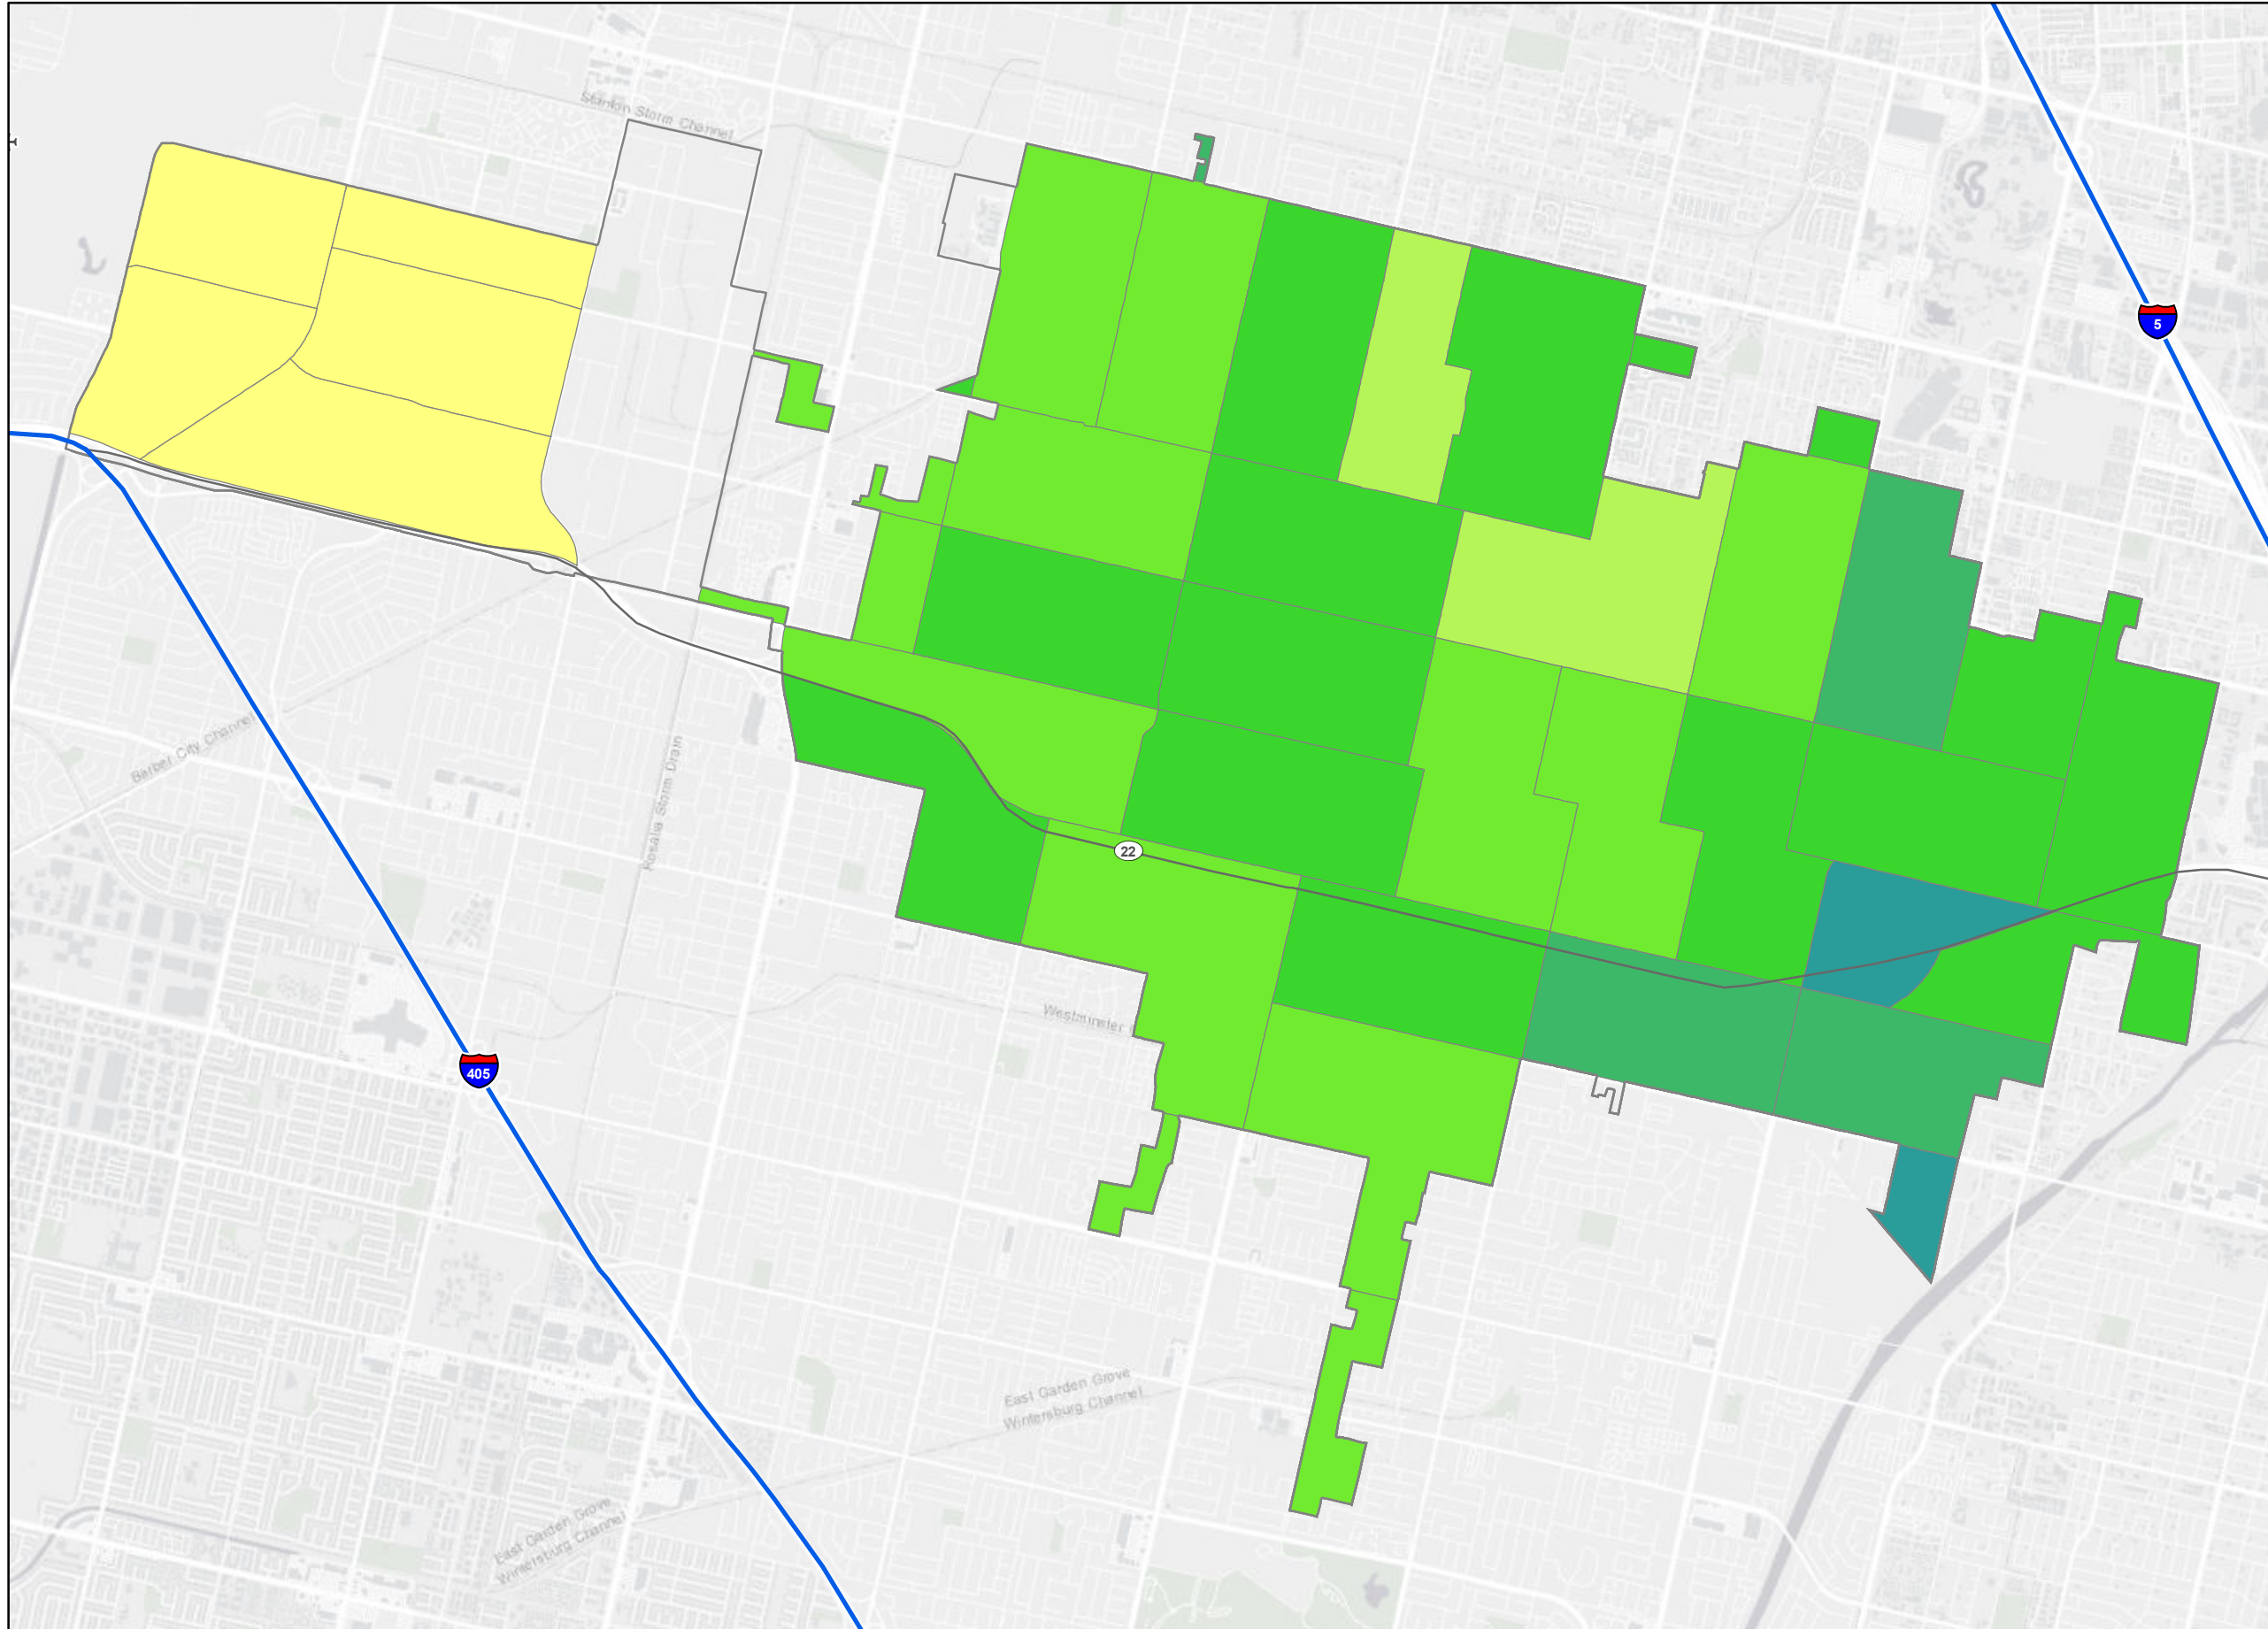 Stanton Storm Channel
5
Barber City Channel
Rosalia Storm Drain
22
Westminster
405
East Garden Grove
Wintersburg Channel
East Garden Grove
Wintersburg Channel